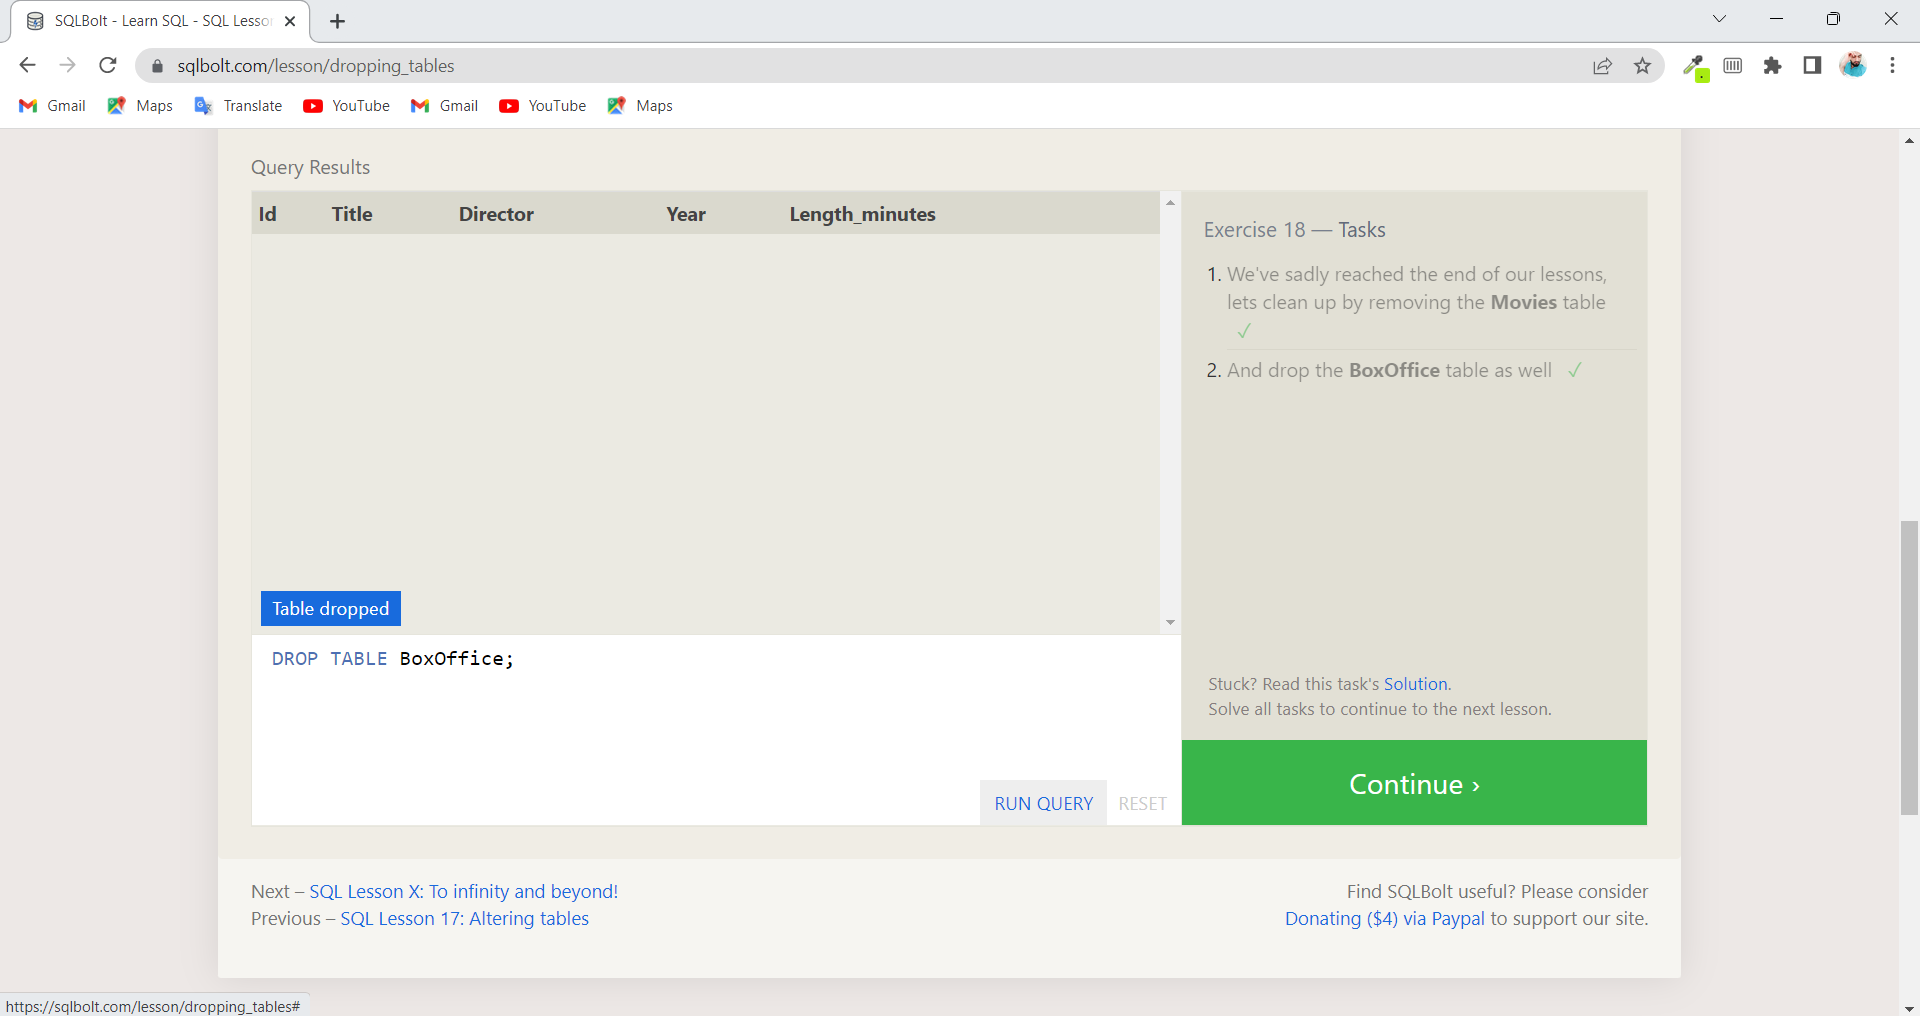 SQLBolt - Learn SQL - SQL Lesso
sqlbolt.com/lesson/dropping_tables
Gmail Maps Translate YouTube Gmail YouTube Maps
Query Results
Id Title Director Year Length_minutes
Table dropped
DROP TABLE BoxOffice;
RUN QUERY RESET
Exercise 18 — Tasks
1. We've sadly reached the end of our lessons,
lets clean up by removing the Movies table
✓
2. And drop the BoxOffice table as well ✓
Stuck? Read this task's Solution.
Solve all tasks to continue to the next lesson.
Continue ›
Next – SQL Lesson X: To infinity and beyond!
Previous – SQL Lesson 17: Altering tables
Find SQLBolt useful? Please consider
Donating ($4) via Paypal to support our site.
https://sqlbolt.com/lesson/dropping_tables#